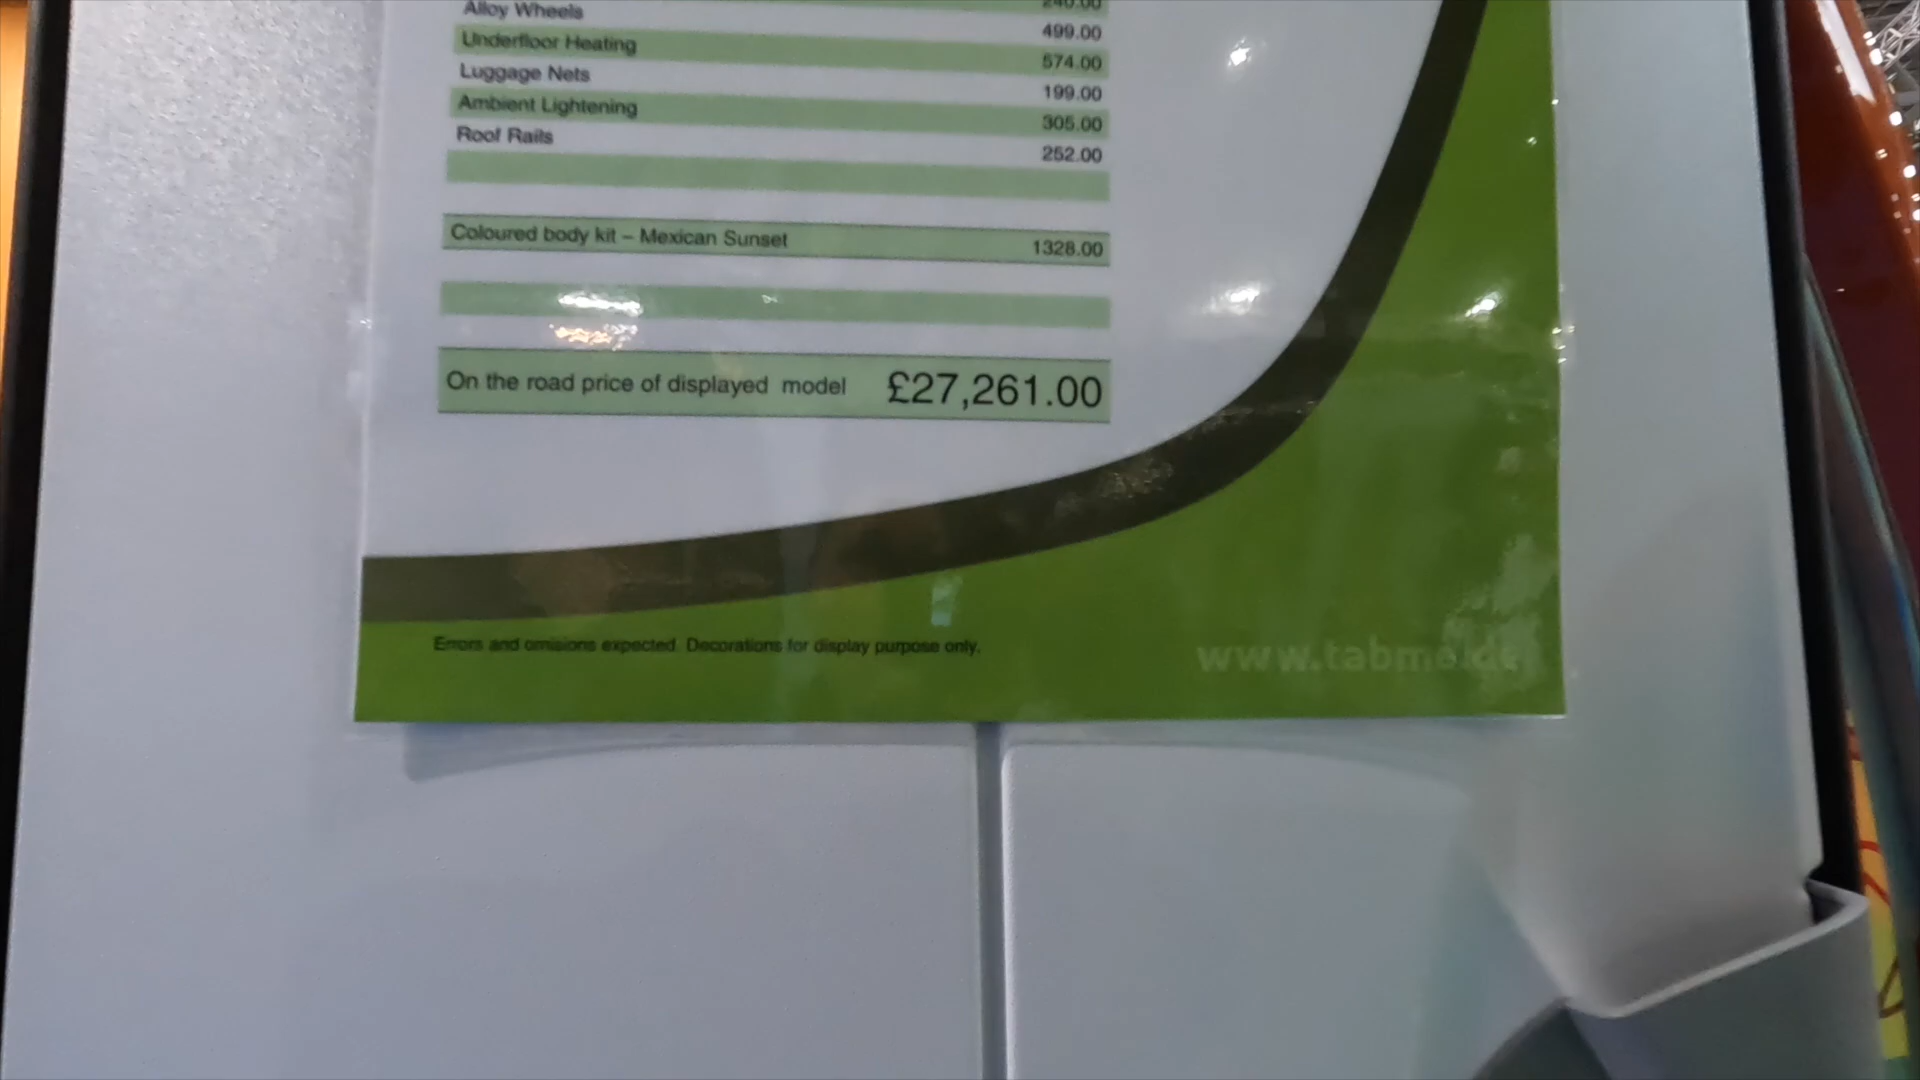 240.00
Alloy Wheels 499.00
Underfloor Heating 574.00
Luggage Nets 199.00
Ambient Lightening 305.00
Roof Rails 252.00
Coloured body kit – Mexican Sunset 1328.00
On the road price of displayed model £27,261.00
Errors and omisions expected. Decorations for display purpose only.